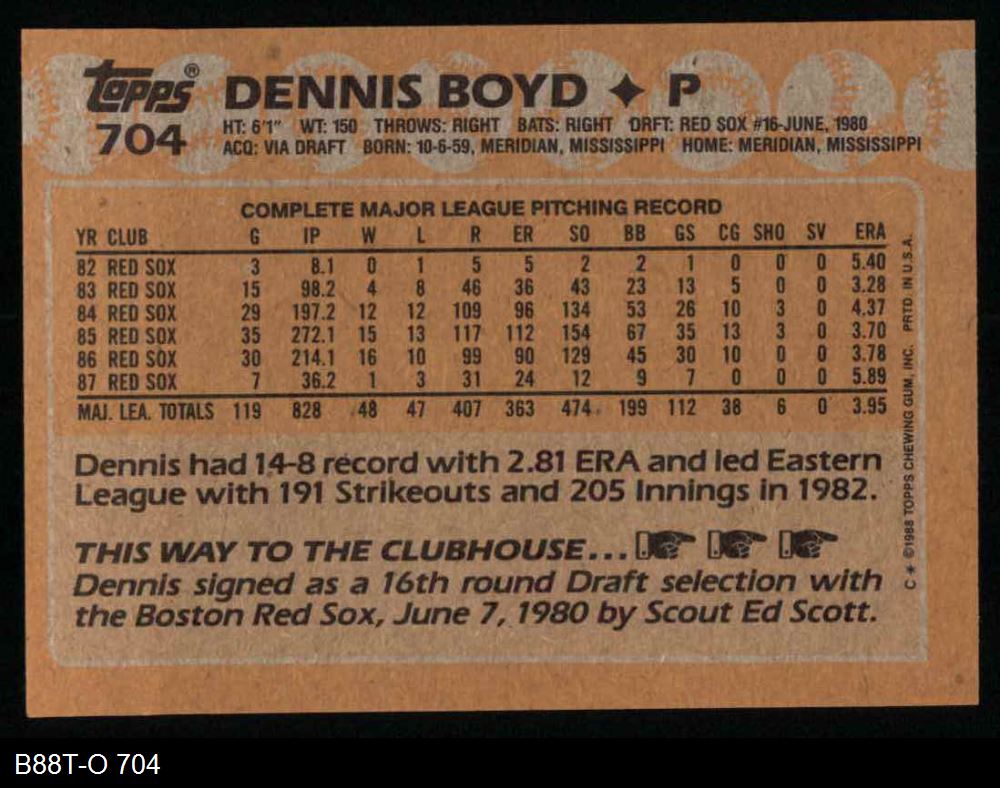 topps®
704
DENNIS BOYD ✦ P
HT: 6'1" WT: 150 THROWS: RIGHT BATS: RIGHT DRFT: RED SOX #16-JUNE, 1980
ACQ: VIA DRAFT BORN: 10-6-59, MERIDIAN, MISSISSIPPI HOME: MERIDIAN, MISSISSIPPI
COMPLETE MAJOR LEAGUE PITCHING RECORD
YR CLUB G IP W L R ER SO BB GS CG SHO SV ERA
82 RED SOX 3 8.1 0 1 5 5 2 2 1 0 0 0 5.40
83 RED SOX 15 98.2 4 8 46 36 43 23 13 5 0 0 3.28
84 RED SOX 29 197.2 12 12 109 96 134 53 26 10 3 0 4.37
85 RED SOX 35 272.1 15 13 117 112 154 67 35 13 3 0 3.70
86 RED SOX 30 214.1 16 10 99 90 129 45 30 10 0 0 3.78
87 RED SOX 7 36.2 1 3 31 24 12 9 7 0 0 0 5.89
MAJ. LEA. TOTALS 119 828 48 47 407 363 474 199 112 38 6 0 3.95
Dennis had 14-8 record with 2.81 ERA and led Eastern
League with 191 Strikeouts and 205 Innings in 1982.
THIS WAY TO THE CLUBHOUSE...
Dennis signed as a 16th round Draft selection with
the Boston Red Sox, June 7, 1980 by Scout Ed Scott.
C * ©1988 TOPPS CHEWING GUM, INC. PRTD. IN U.S.A.
B88T-O 704